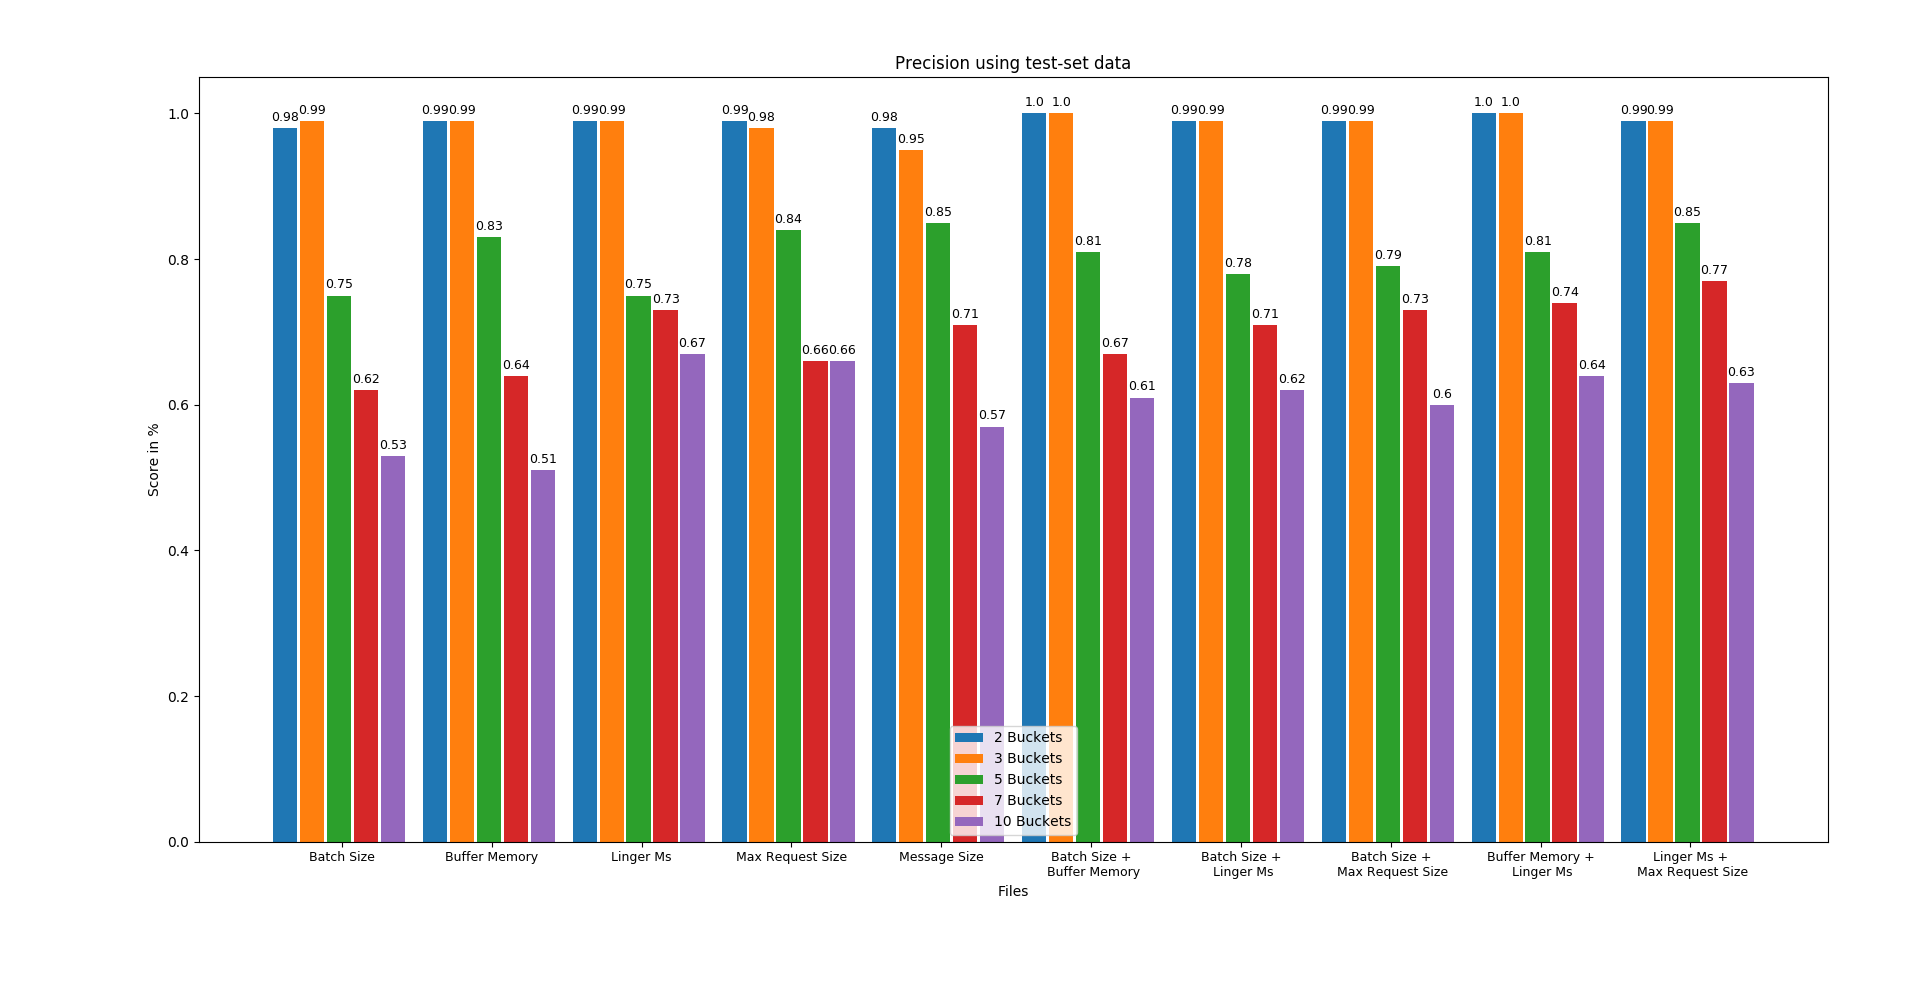 Precision using test-set data
1.0
0.8
0.6
0.4
0.2
0.0
Score in %
0.98 0.99 0.75 0.62 0.53
0.99 0.99 0.83 0.64 0.51
0.99 0.99 0.75 0.73 0.67
0.99 0.98 0.84 0.66 0.66
0.98 0.95 0.85 0.71 0.57
1.0 1.0 0.81 0.67 0.61
0.99 0.99 0.78 0.71 0.62
0.99 0.99 0.79 0.73 0.6
1.0 1.0 0.81 0.74 0.64
0.99 0.99 0.85 0.77 0.63
2 Buckets
3 Buckets
5 Buckets
7 Buckets
10 Buckets
Batch Size
Buffer Memory
Linger Ms
Max Request Size
Message Size
Batch Size +
Buffer Memory
Batch Size +
Linger Ms
Batch Size +
Max Request Size
Buffer Memory +
Linger Ms
Linger Ms +
Max Request Size
Files